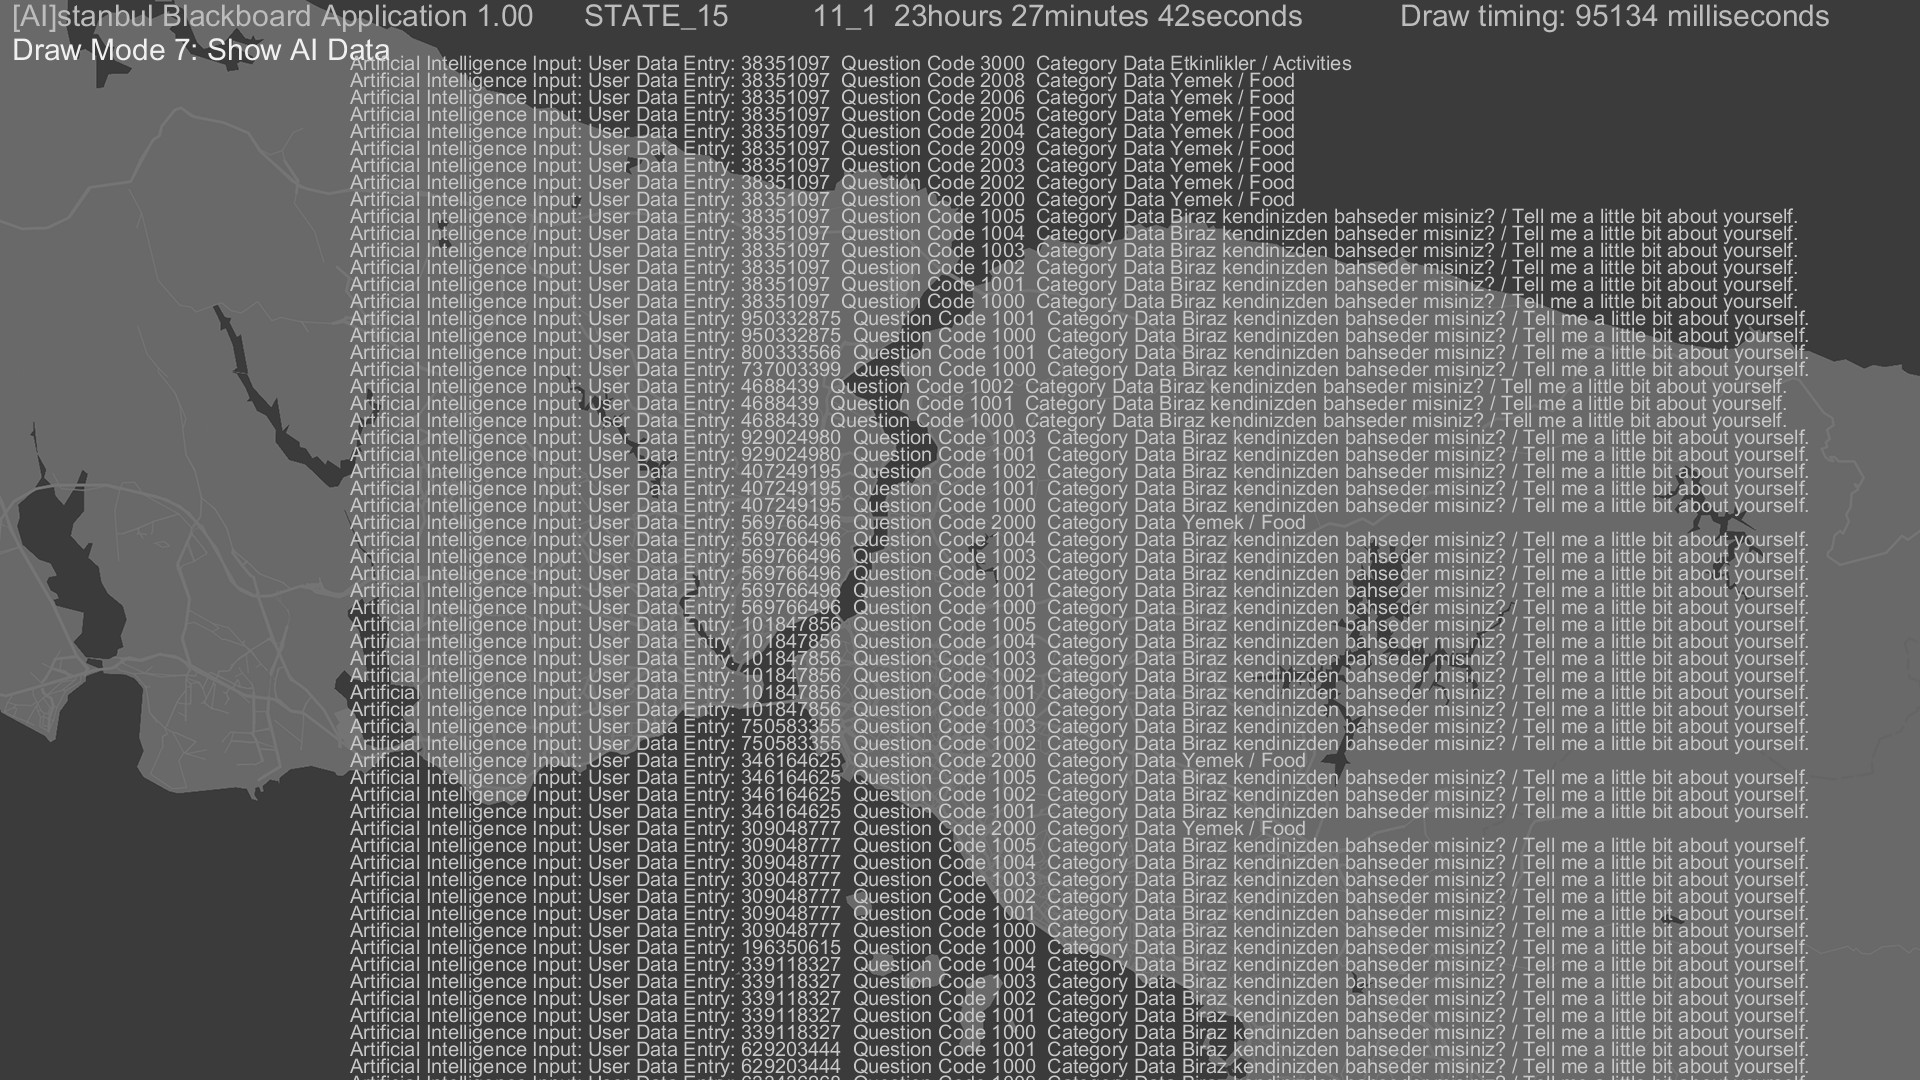 [AI]stanbul Blackboard Application 1.00 STATE_15 11_1 23hours 27minutes 42seconds Draw timing: 95134 milliseconds
Draw Mode 7: Show AI Data
Artificial Intelligence Input: User Data Entry: 38351097 Question Code 3000 Category Data Etkinlikler / Activities
Artificial Intelligence Input: User Data Entry: 38351097 Question Code 2008 Category Data Yemek / Food
Artificial Intelligence Input: User Data Entry: 38351097 Question Code 2006 Category Data Yemek / Food
Artificial Intelligence Input: User Data Entry: 38351097 Question Code 2005 Category Data Yemek / Food
Artificial Intelligence Input: User Data Entry: 38351097 Question Code 2004 Category Data Yemek / Food
Artificial Intelligence Input: User Data Entry: 38351097 Question Code 2009 Category Data Yemek / Food
Artificial Intelligence Input: User Data Entry: 38351097 Question Code 2003 Category Data Yemek / Food
Artificial Intelligence Input: User Data Entry: 38351097 Question Code 2002 Category Data Yemek / Food
Artificial Intelligence Input: User Data Entry: 38351097 Question Code 2000 Category Data Yemek / Food
Artificial Intelligence Input: User Data Entry: 38351097 Question Code 1005 Category Data Biraz kendinizden bahseder misiniz? / Tell me a little bit about yourself.
Artificial Intelligence Input: User Data Entry: 38351097 Question Code 1004 Category Data Biraz kendinizden bahseder misiniz? / Tell me a little bit about yourself.
Artificial Intelligence Input: User Data Entry: 38351097 Question Code 1003 Category Data Biraz kendinizden bahseder misiniz? / Tell me a little bit about yourself.
Artificial Intelligence Input: User Data Entry: 38351097 Question Code 1002 Category Data Biraz kendinizden bahseder misiniz? / Tell me a little bit about yourself.
Artificial Intelligence Input: User Data Entry: 38351097 Question Code 1001 Category Data Biraz kendinizden bahseder misiniz? / Tell me a little bit about yourself.
Artificial Intelligence Input: User Data Entry: 38351097 Question Code 1000 Category Data Biraz kendinizden bahseder misiniz? / Tell me a little bit about yourself.
Artificial Intelligence Input: User Data Entry: 950332875 Question Code 1001 Category Data Biraz kendinizden bahseder misiniz? / Tell me a little bit about yourself.
Artificial Intelligence Input: User Data Entry: 950332875 Question Code 1000 Category Data Biraz kendinizden bahseder misiniz? / Tell me a little bit about yourself.
Artificial Intelligence Input: User Data Entry: 800333566 Question Code 1001 Category Data Biraz kendinizden bahseder misiniz? / Tell me a little bit about yourself.
Artificial Intelligence Input: User Data Entry: 737003399 Question Code 1000 Category Data Biraz kendinizden bahseder misiniz? / Tell me a little bit about yourself.
Artificial Intelligence Input: User Data Entry: 4688439 Question Code 1002 Category Data Biraz kendinizden bahseder misiniz? / Tell me a little bit about yourself.
Artificial Intelligence Input: User Data Entry: 4688439 Question Code 1001 Category Data Biraz kendinizden bahseder misiniz? / Tell me a little bit about yourself.
Artificial Intelligence Input: User Data Entry: 4688439 Question Code 1000 Category Data Biraz kendinizden bahseder misiniz? / Tell me a little bit about yourself.
Artificial Intelligence Input: User Data Entry: 929024980 Question Code 1003 Category Data Biraz kendinizden bahseder misiniz? / Tell me a little bit about yourself.
Artificial Intelligence Input: User Data Entry: 929024980 Question Code 1001 Category Data Biraz kendinizden bahseder misiniz? / Tell me a little bit about yourself.
Artificial Intelligence Input: User Data Entry: 407249195 Question Code 1002 Category Data Biraz kendinizden bahseder misiniz? / Tell me a little bit about yourself.
Artificial Intelligence Input: User Data Entry: 407249195 Question Code 1001 Category Data Biraz kendinizden bahseder misiniz? / Tell me a little bit about yourself.
Artificial Intelligence Input: User Data Entry: 407249195 Question Code 1000 Category Data Biraz kendinizden bahseder misiniz? / Tell me a little bit about yourself.
Artificial Intelligence Input: User Data Entry: 569766496 Question Code 2000 Category Data Yemek / Food
Artificial Intelligence Input: User Data Entry: 569766496 Question Code 1004 Category Data Biraz kendinizden bahseder misiniz? / Tell me a little bit about yourself.
Artificial Intelligence Input: User Data Entry: 569766496 Question Code 1003 Category Data Biraz kendinizden bahseder misiniz? / Tell me a little bit about yourself.
Artificial Intelligence Input: User Data Entry: 569766496 Question Code 1002 Category Data Biraz kendinizden bahseder misiniz? / Tell me a little bit about yourself.
Artificial Intelligence Input: User Data Entry: 569766496 Question Code 1001 Category Data Biraz kendinizden bahseder misiniz? / Tell me a little bit about yourself.
Artificial Intelligence Input: User Data Entry: 569766496 Question Code 1000 Category Data Biraz kendinizden bahseder misiniz? / Tell me a little bit about yourself.
Artificial Intelligence Input: User Data Entry: 101847856 Question Code 1005 Category Data Biraz kendinizden bahseder misiniz? / Tell me a little bit about yourself.
Artificial Intelligence Input: User Data Entry: 101847856 Question Code 1004 Category Data Biraz kendinizden bahseder misiniz? / Tell me a little bit about yourself.
Artificial Intelligence Input: User Data Entry: 101847856 Question Code 1003 Category Data Biraz kendinizden bahseder misiniz? / Tell me a little bit about yourself.
Artificial Intelligence Input: User Data Entry: 101847856 Question Code 1002 Category Data Biraz kendinizden bahseder misiniz? / Tell me a little bit about yourself.
Artificial Intelligence Input: User Data Entry: 101847856 Question Code 1001 Category Data Biraz kendinizden bahseder misiniz? / Tell me a little bit about yourself.
Artificial Intelligence Input: User Data Entry: 101847856 Question Code 1000 Category Data Biraz kendinizden bahseder misiniz? / Tell me a little bit about yourself.
Artificial Intelligence Input: User Data Entry: 750583355 Question Code 1003 Category Data Biraz kendinizden bahseder misiniz? / Tell me a little bit about yourself.
Artificial Intelligence Input: User Data Entry: 750583355 Question Code 1002 Category Data Biraz kendinizden bahseder misiniz? / Tell me a little bit about yourself.
Artificial Intelligence Input: User Data Entry: 346164625 Question Code 2000 Category Data Yemek / Food
Artificial Intelligence Input: User Data Entry: 346164625 Question Code 1005 Category Data Biraz kendinizden bahseder misiniz? / Tell me a little bit about yourself.
Artificial Intelligence Input: User Data Entry: 346164625 Question Code 1002 Category Data Biraz kendinizden bahseder misiniz? / Tell me a little bit about yourself.
Artificial Intelligence Input: User Data Entry: 346164625 Question Code 1001 Category Data Biraz kendinizden bahseder misiniz? / Tell me a little bit about yourself.
Artificial Intelligence Input: User Data Entry: 309048777 Question Code 2000 Category Data Yemek / Food
Artificial Intelligence Input: User Data Entry: 309048777 Question Code 1005 Category Data Biraz kendinizden bahseder misiniz? / Tell me a little bit about yourself.
Artificial Intelligence Input: User Data Entry: 309048777 Question Code 1004 Category Data Biraz kendinizden bahseder misiniz? / Tell me a little bit about yourself.
Artificial Intelligence Input: User Data Entry: 309048777 Question Code 1003 Category Data Biraz kendinizden bahseder misiniz? / Tell me a little bit about yourself.
Artificial Intelligence Input: User Data Entry: 309048777 Question Code 1002 Category Data Biraz kendinizden bahseder misiniz? / Tell me a little bit about yourself.
Artificial Intelligence Input: User Data Entry: 309048777 Question Code 1001 Category Data Biraz kendinizden bahseder misiniz? / Tell me a little bit about yourself.
Artificial Intelligence Input: User Data Entry: 309048777 Question Code 1000 Category Data Biraz kendinizden bahseder misiniz? / Tell me a little bit about yourself.
Artificial Intelligence Input: User Data Entry: 196350615 Question Code 1000 Category Data Biraz kendinizden bahseder misiniz? / Tell me a little bit about yourself.
Artificial Intelligence Input: User Data Entry: 339118327 Question Code 1004 Category Data Biraz kendinizden bahseder misiniz? / Tell me a little bit about yourself.
Artificial Intelligence Input: User Data Entry: 339118327 Question Code 1003 Category Data Biraz kendinizden bahseder misiniz? / Tell me a little bit about yourself.
Artificial Intelligence Input: User Data Entry: 339118327 Question Code 1002 Category Data Biraz kendinizden bahseder misiniz? / Tell me a little bit about yourself.
Artificial Intelligence Input: User Data Entry: 339118327 Question Code 1001 Category Data Biraz kendinizden bahseder misiniz? / Tell me a little bit about yourself.
Artificial Intelligence Input: User Data Entry: 339118327 Question Code 1000 Category Data Biraz kendinizden bahseder misiniz? / Tell me a little bit about yourself.
Artificial Intelligence Input: User Data Entry: 629203444 Question Code 1001 Category Data Biraz kendinizden bahseder misiniz? / Tell me a little bit about yourself.
Artificial Intelligence Input: User Data Entry: 629203444 Question Code 1000 Category Data Biraz kendinizden bahseder misiniz? / Tell me a little bit about yourself.